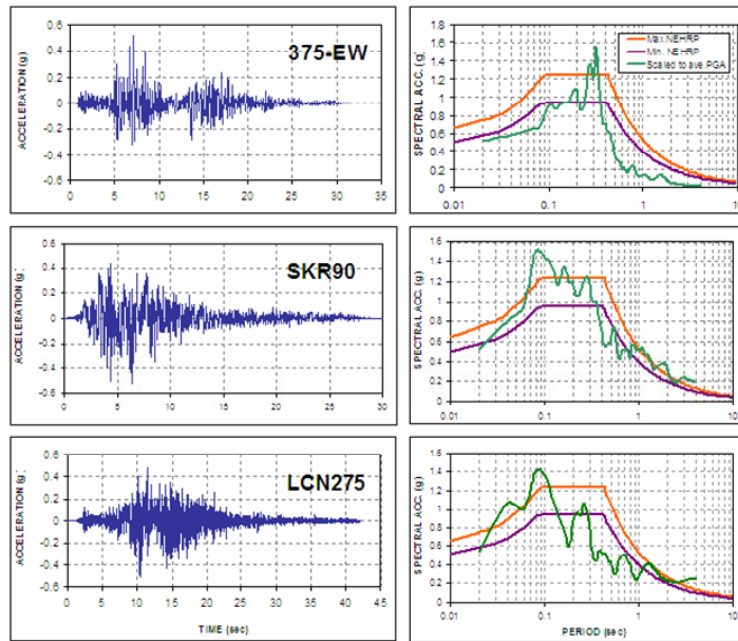 375-EW
ACCELERATION (g)
0.6
0.4
0.2
0
-0.2
-0.4
-0.6
0 5 10 15 20 25 30 35
Max.NEHRP
Min. NEHRP
Scaled to ave.PGA
SPECTRAL ACC. (g)
1.8
1.6
1.4
1.2
1
0.8
0.6
0.4
0.2
0
0.01 0.1 1 10
SKR90
ACCELERATION (g)
0.6
0.4
0.2
0
-0.2
-0.4
-0.6
0 5 10 15 20 25 30
SPECTRAL ACC. (g)
1.6
1.4
1.2
1
0.8
0.6
0.4
0.2
0
0.01 0.1 1 10
LCN275
ACCELERATION (g)
0.6
0.4
0.2
0
-0.2
-0.4
-0.6
0 5 10 15 20 25 30 35 40 45
TIME (sec)
SPECTRAL ACC. (g)
1.6
1.4
1.2
1
0.8
0.6
0.4
0.2
0
0.01 0.1 1 10
PERIOD (sec)